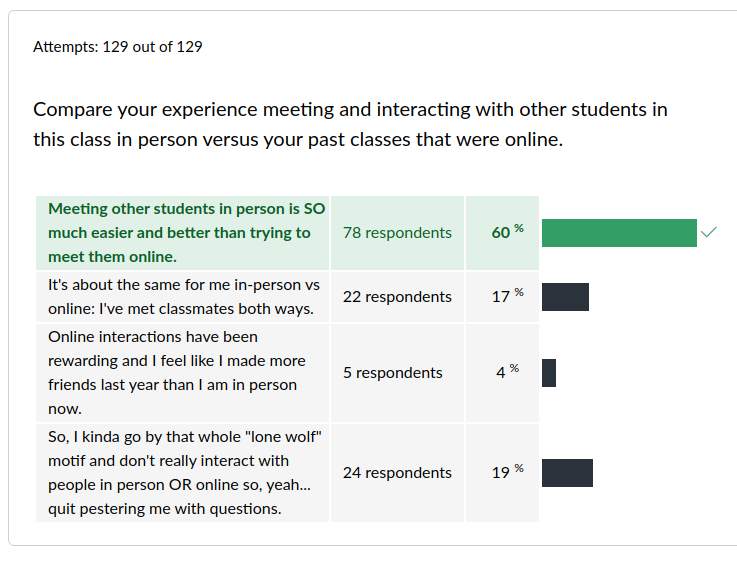 Attempts: 129 out of 129
Compare your experience meeting and interacting with other students in
this class in person versus your past classes that were online.
Meeting other students in person is SO
much easier and better than trying to
meet them online.
78 respondents
60 %
It's about the same for me in-person vs
online: I've met classmates both ways.
22 respondents
17 %
Online interactions have been
rewarding and I feel like I made more
friends last year than I am in person
now.
5 respondents
4 %
So, I kinda go by that whole "lone wolf"
motif and don't really interact with
people in person OR online so, yeah...
quit pestering me with questions.
24 respondents
19 %